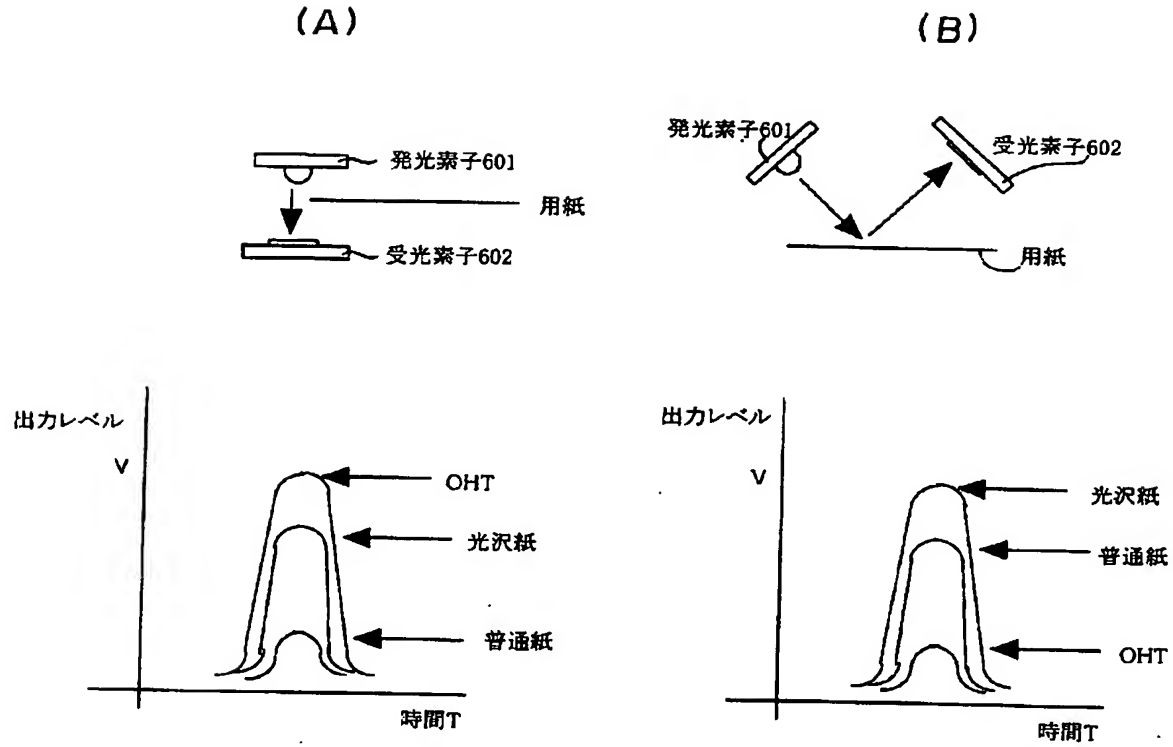 (A)
発光素子601
用紙
受光素子602
出力レベル
V
OHT
光沢紙
普通紙
時間T
(B)
発光素子601
受光素子602
用紙
出力レベル
V
光沢紙
普通紙
OHT
時間T